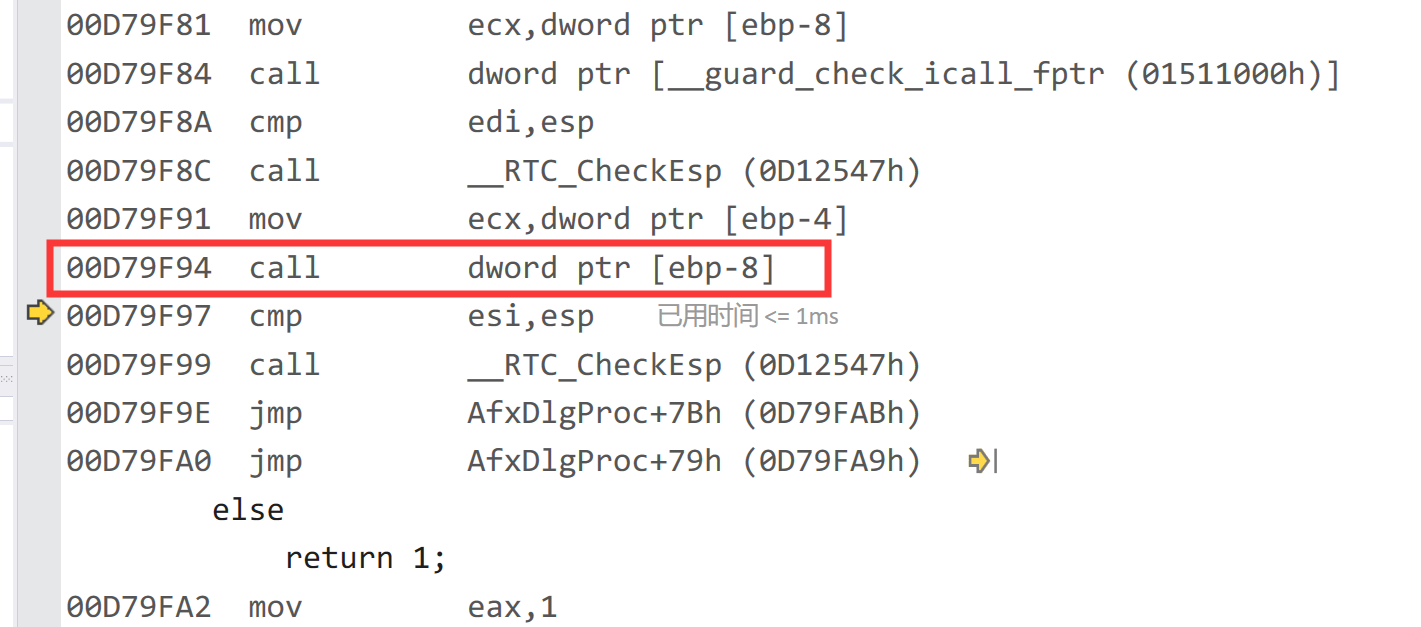 00D79F81 mov ecx,dword ptr [ebp-8]
00D79F84 call dword ptr [__guard_check_icall_fptr (01511000h)]
00D79F8A cmp edi,esp
00D79F8C call __RTC_CheckEsp (0D12547h)
00D79F91 mov ecx,dword ptr [ebp-4]
00D79F94 call dword ptr [ebp-8]
00D79F97 cmp esi,esp 已用时间 <= 1ms
00D79F99 call __RTC_CheckEsp (0D12547h)
00D79F9E jmp AfxDlgProc+7Bh (0D79FABh)
00D79FA0 jmp AfxDlgProc+79h (0D79FA9h)
else
return 1;
00D79FA2 mov eax,1